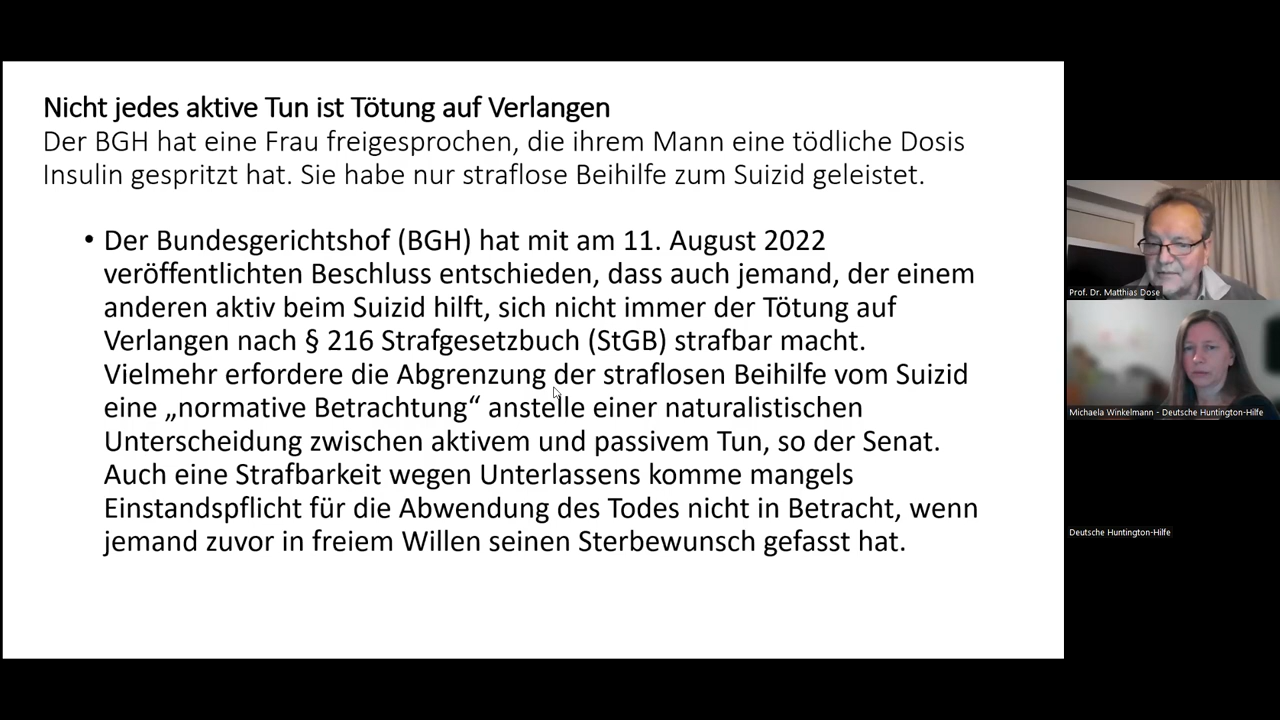 Nicht jedes aktive Tun ist Tötung auf Verlangen
Der BGH hat eine Frau freigesprochen, die ihrem Mann eine tödliche Dosis
Insulin gespritzt hat. Sie habe nur straflose Beihilfe zum Suizid geleistet.
• Der Bundesgerichtshof (BGH) hat mit am 11. August 2022
veröffentlichten Beschluss entschieden, dass auch jemand, der einem
anderen aktiv beim Suizid hilft, sich nicht immer der Tötung auf
Verlangen nach § 216 Strafgesetzbuch (StGB) strafbar macht.
Vielmehr erfordere die Abgrenzung der straflosen Beihilfe vom Suizid
eine „normative Betrachtung“ anstelle einer naturalistischen
Unterscheidung zwischen aktivem und passivem Tun, so der Senat.
Auch eine Strafbarkeit wegen Unterlassens komme mangels
Einstandspflicht für die Abwendung des Todes nicht in Betracht, wenn
jemand zuvor in freiem Willen seinen Sterbewunsch gefasst hat.
Prof. Dr. Matthias Dose
Michaela Winkelmann - Deutsche Huntington-Hilfe
Deutsche Huntington-Hilfe